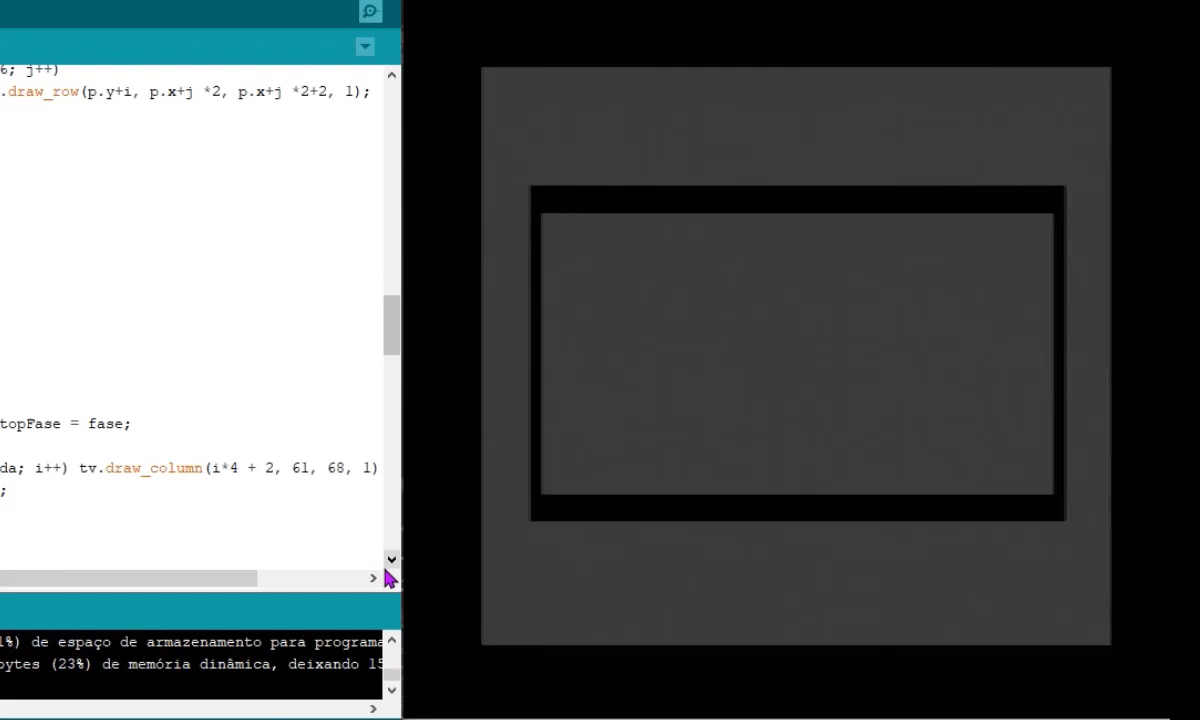 6; j++)
.draw_row(p.y+i, p.x+j *2, p.x+j *2+2, 1);
topFase = fase;
da; i++) tv.draw_column(i*4 + 2, 61, 68, 1)
;
1%) de espaço de armazenamento para programa
bytes (23%) de memória dinâmica, deixando 15